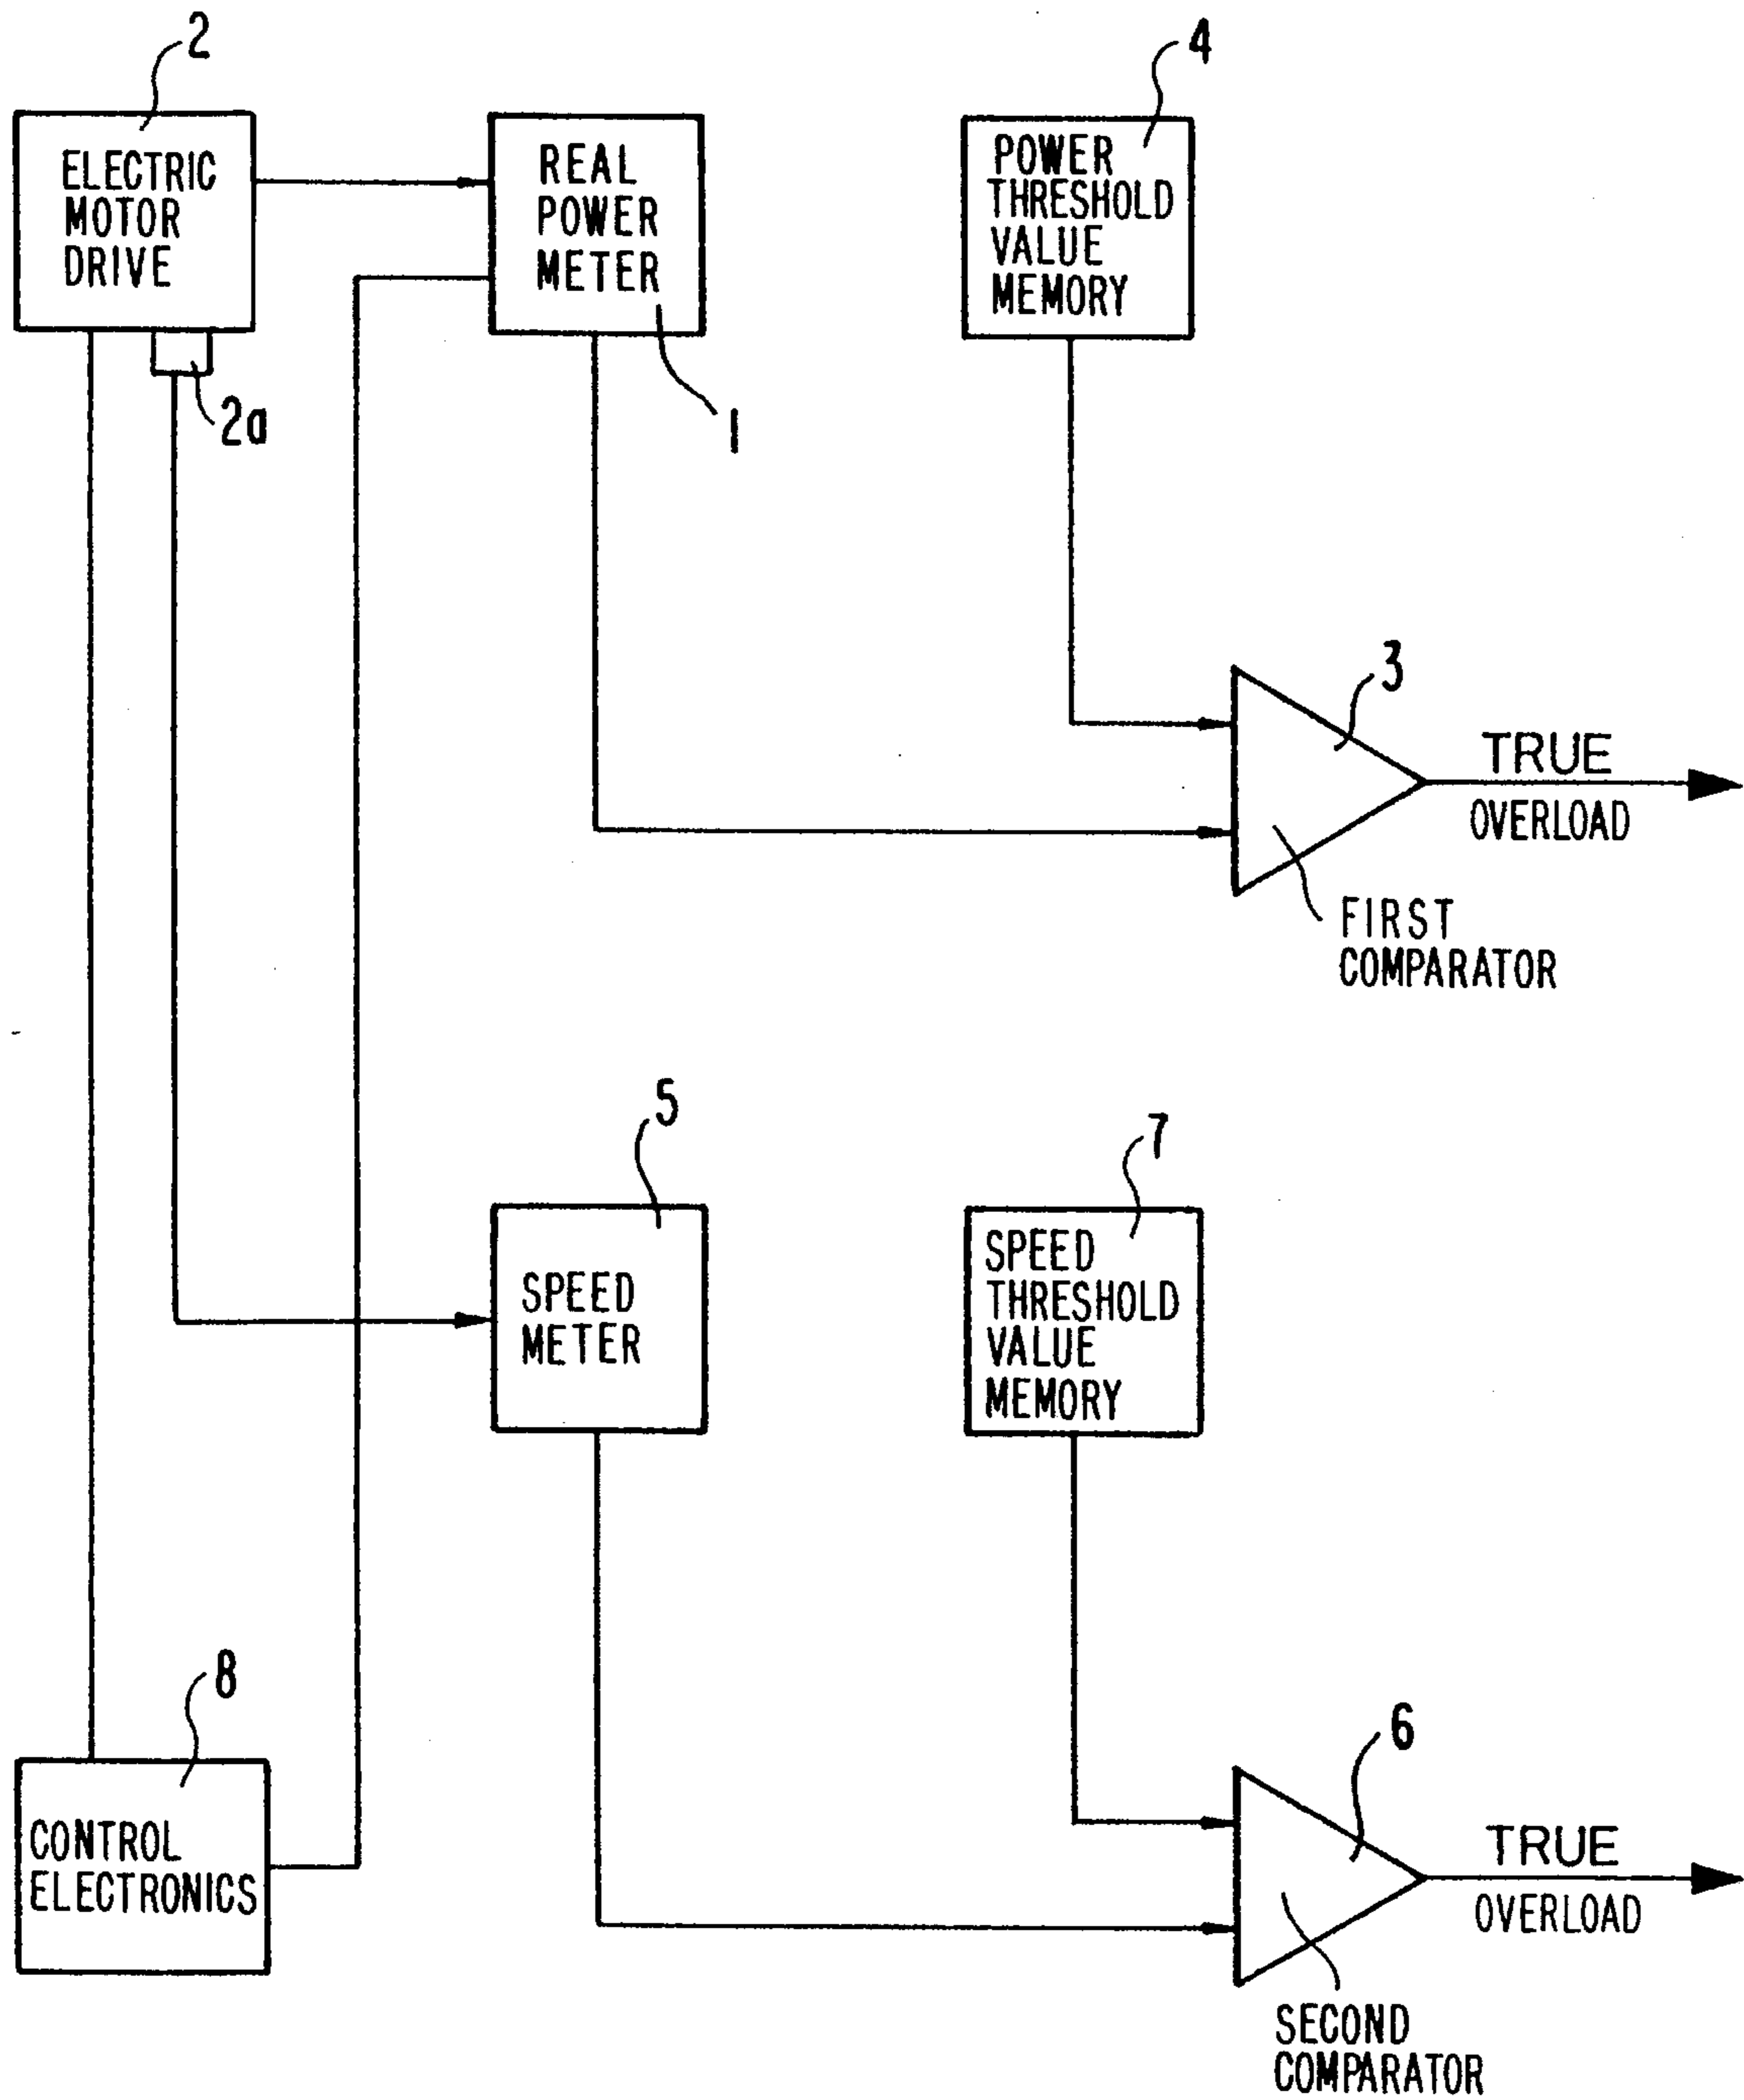 2
ELECTRIC
MOTOR
DRIVE
2a
REAL
POWER
METER
1
4
POWER
THRESHOLD
VALUE
MEMORY
3
TRUE
OVERLOAD
FIRST
COMPARATOR
5
SPEED
METER
7
SPEED
THRESHOLD
VALUE
MEMORY
8
CONTROL
ELECTRONICS
6
TRUE
OVERLOAD
SECOND
COMPARATOR